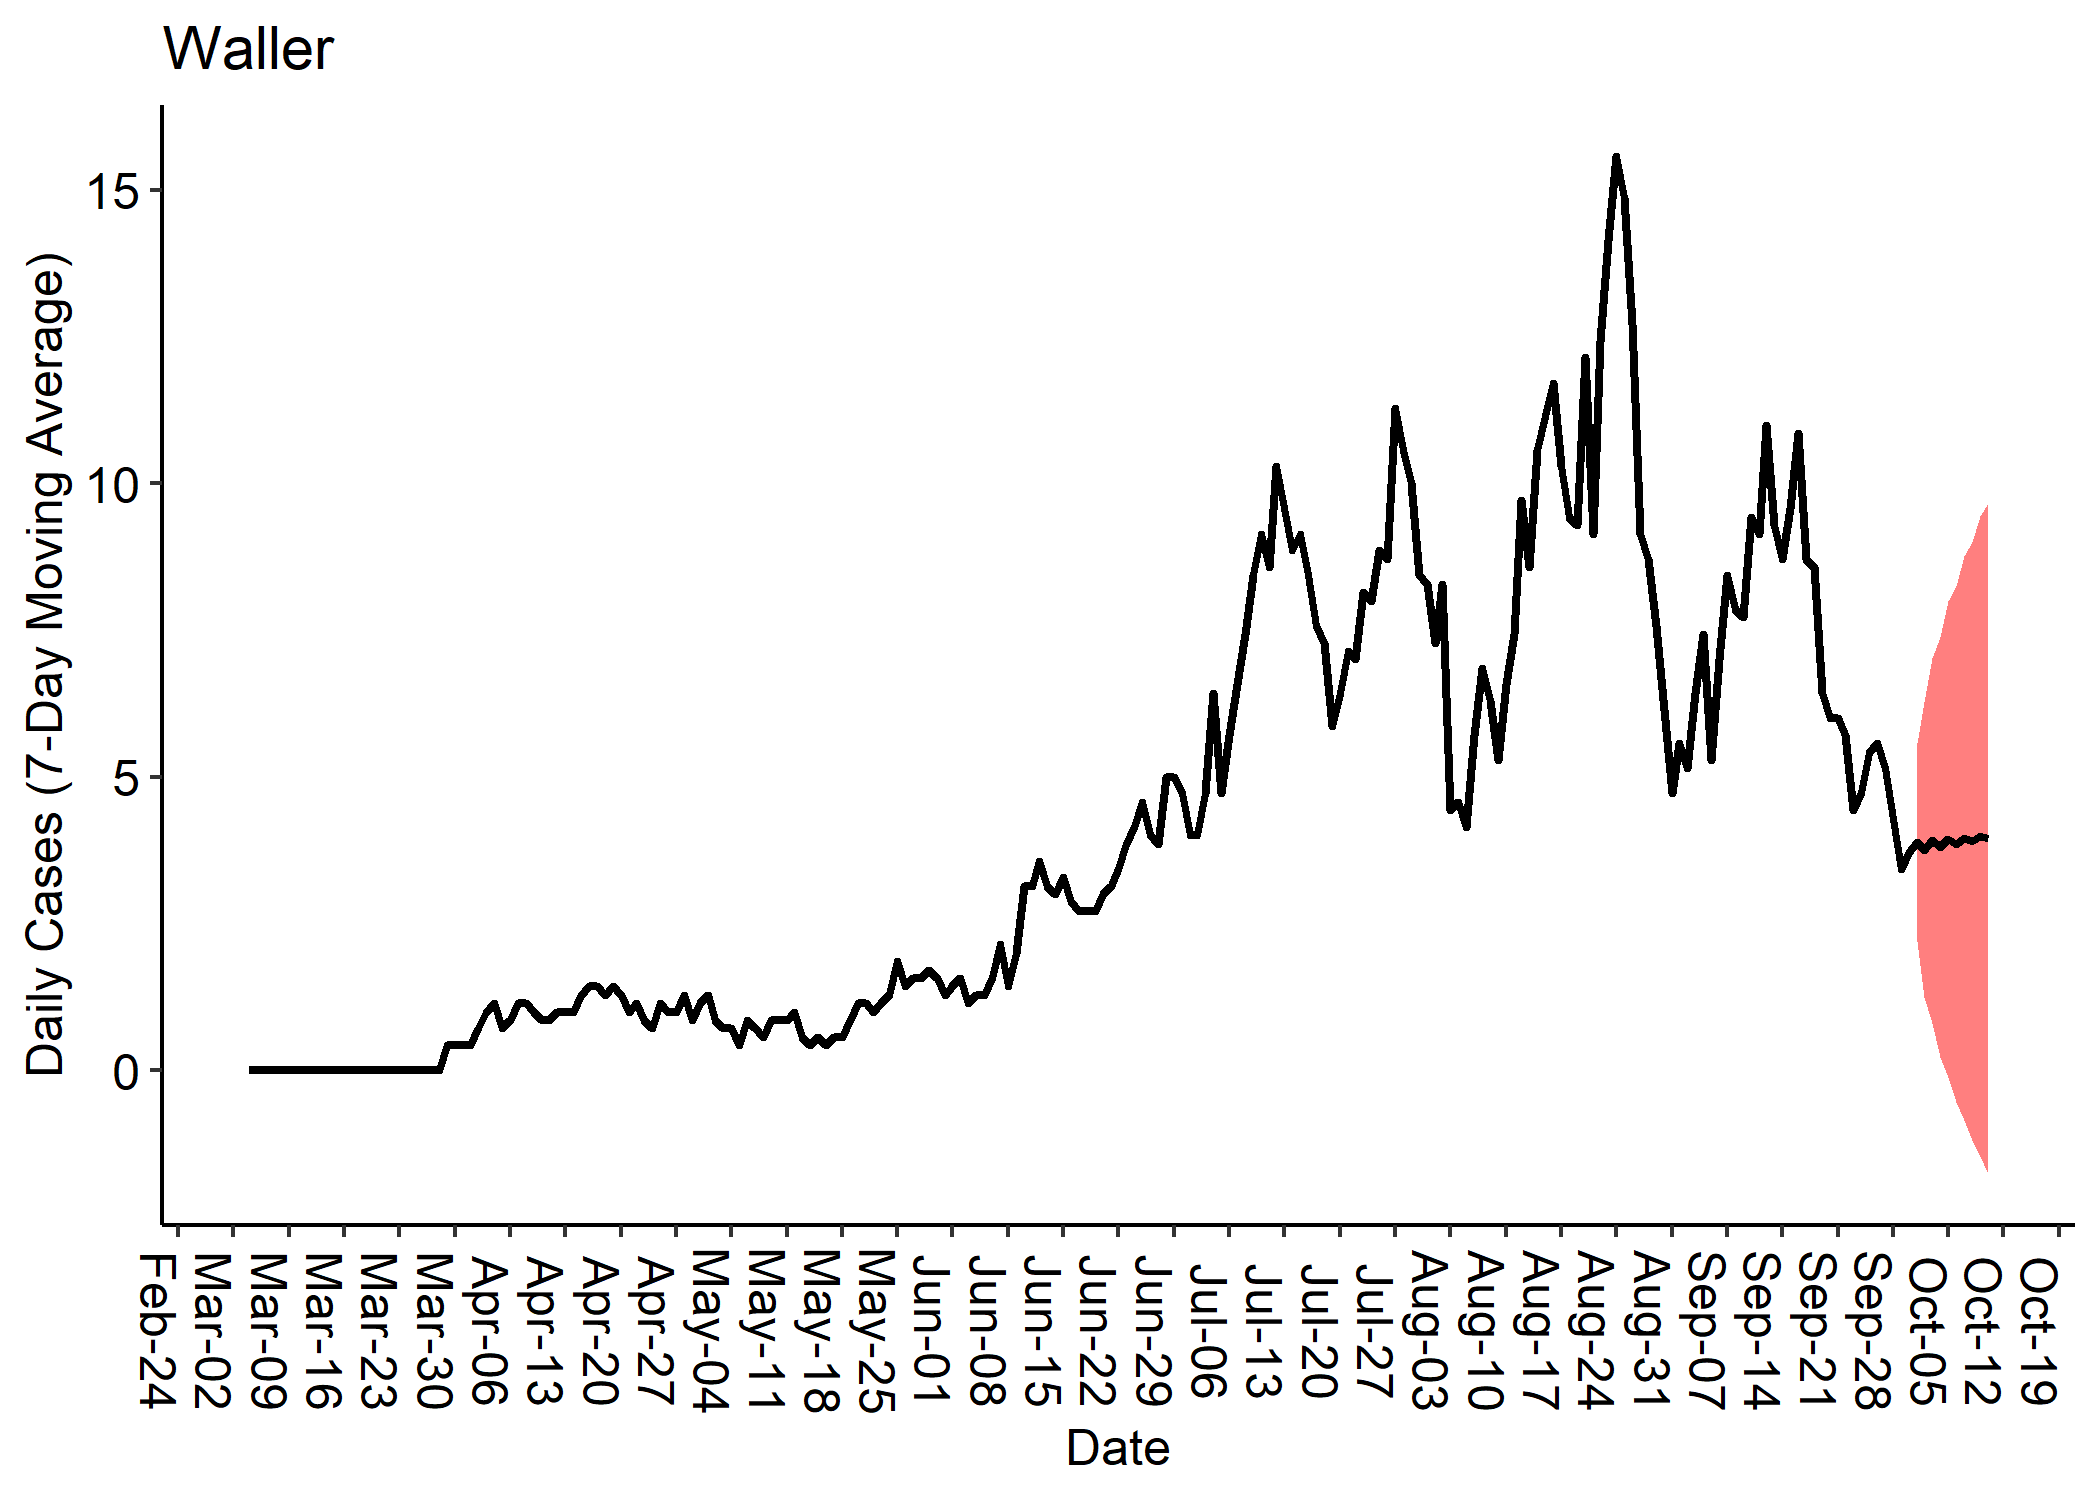 Waller
Daily Cases (7-Day Moving Average)
15
10
5
0
Feb-24
Mar-02
Mar-09
Mar-16
Mar-23
Mar-30
Apr-06
Apr-13
Apr-20
Apr-27
May-04
May-11
May-18
May-25
Jun-01
Jun-08
Jun-15
Jun-22
Jun-29
Jul-06
Jul-13
Jul-20
Jul-27
Aug-03
Aug-10
Aug-17
Aug-24
Aug-31
Sep-07
Sep-14
Sep-21
Sep-28
Oct-05
Oct-12
Oct-19
Date